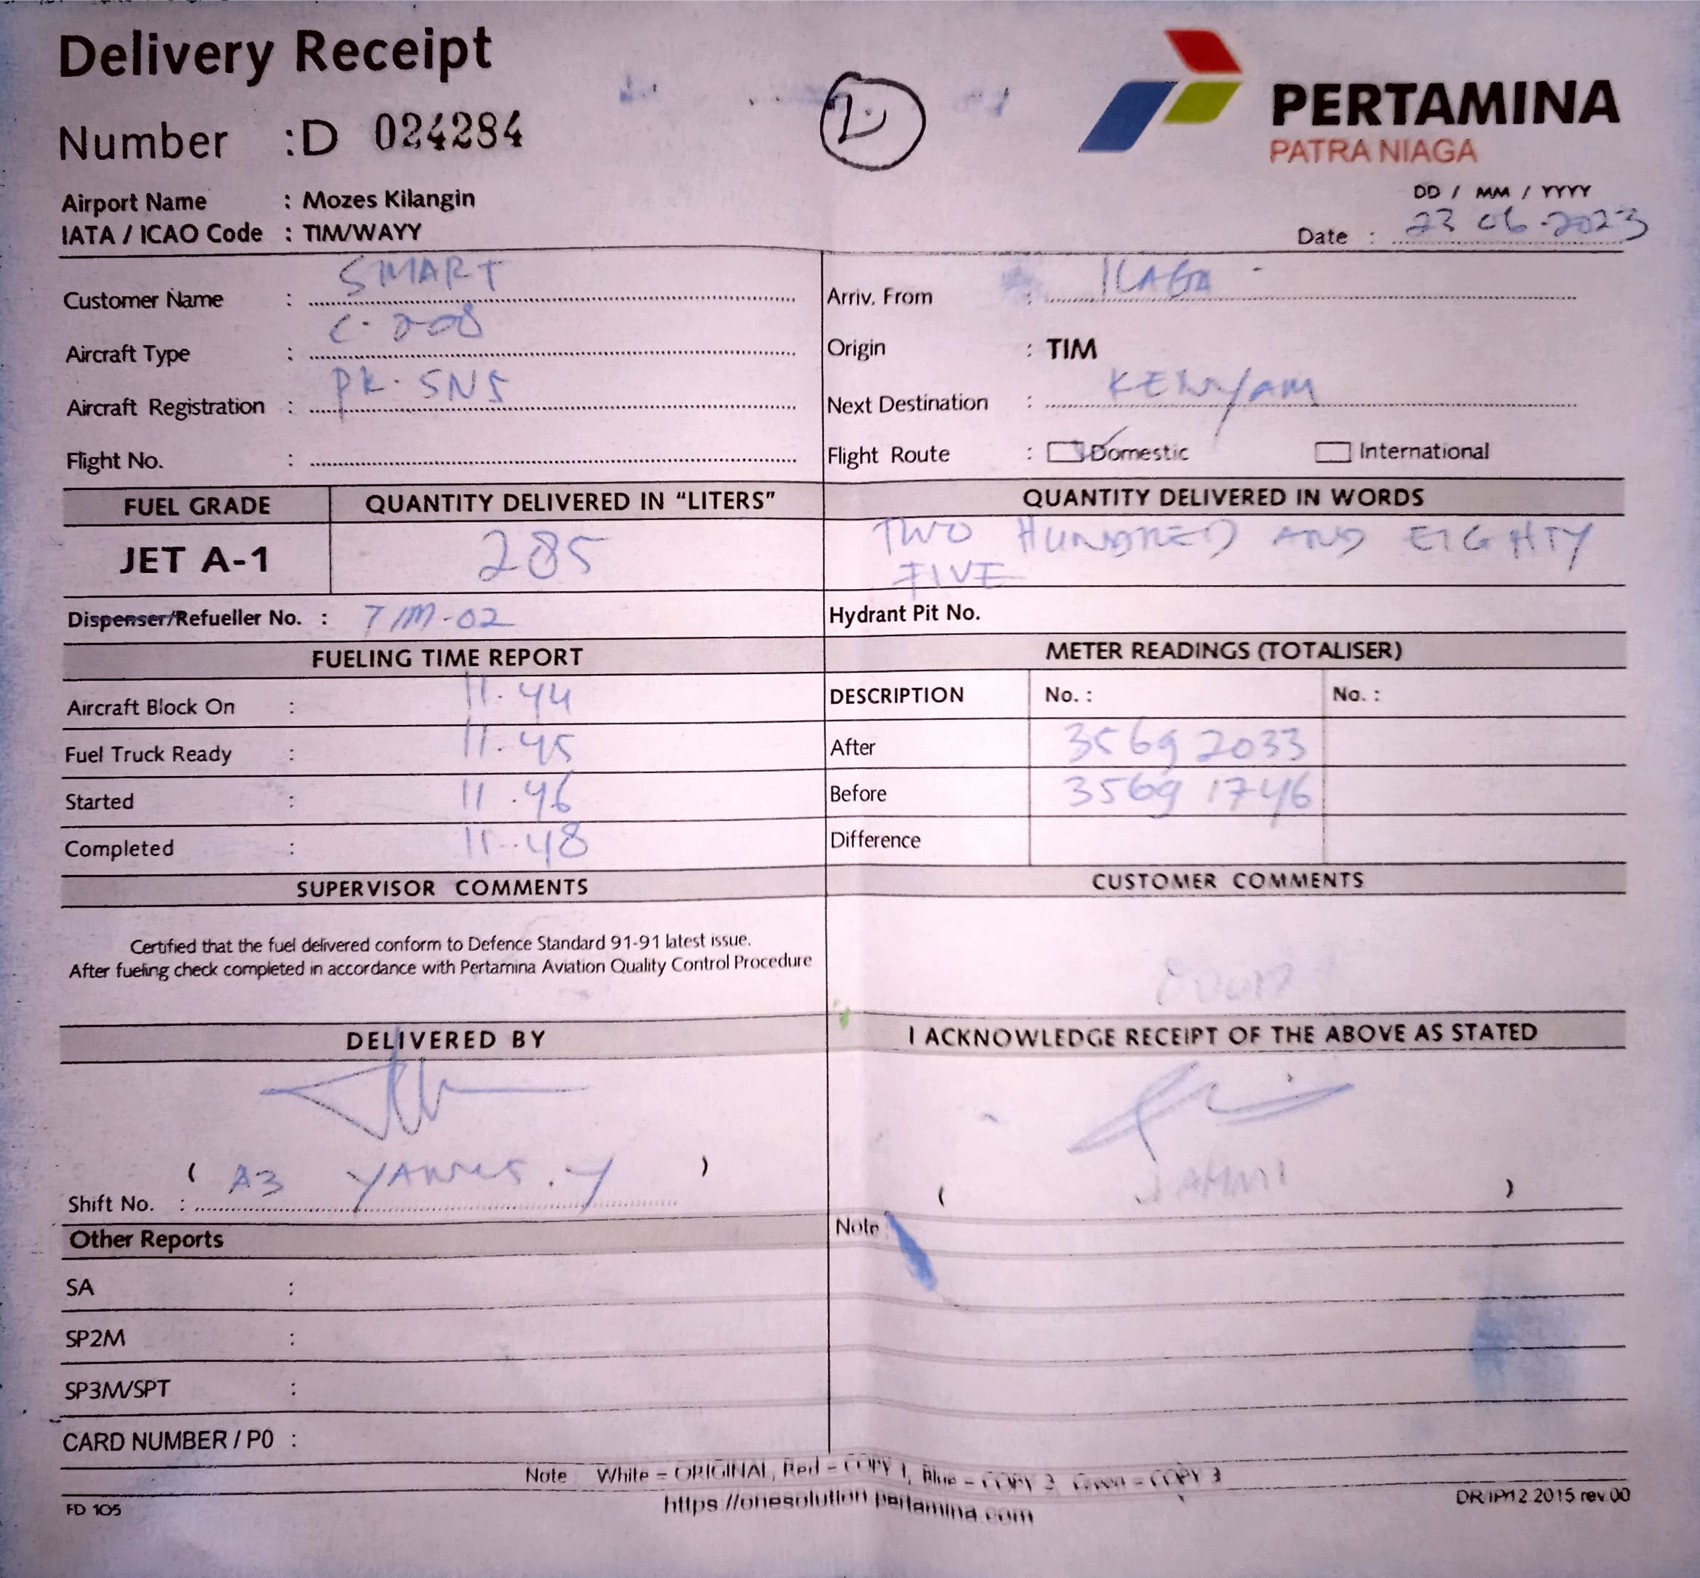 Delivery Receipt
Number :D 024284
2.
PERTAMINA
PATRA NIAGA
Airport Name : Mozes Kilangin
IATA / ICAO Code : TIM/WAYY
DD / MM / YYYY
Date : 23 06-2023
Customer Name : SMART
Aircraft Type : C-208
Aircraft Registration : PK-SNS
Flight No. :
Arriv. From : ILAGA
Origin : TIM
Next Destination : KENYAM
Flight Route : Domestic International
FUEL GRADE QUANTITY DELIVERED IN "LITERS" QUANTITY DELIVERED IN WORDS
JET A-1 285 TWO HUNDRED AND EIGHTY
FIVE
Dispenser/Refueller No. : TIM-02 Hydrant Pit No.
FUELING TIME REPORT METER READINGS (TOTALISER)
Aircraft Block On : 11.44 DESCRIPTION No. : No. :
Fuel Truck Ready : 11.45 After 3569 2033
Started : 11.46 Before 3569 1746
Completed : 11.48 Difference
SUPERVISOR COMMENTS CUSTOMER COMMENTS
Certified that the fuel delivered conform to Defence Standard 91-91 latest issue.
After fueling check completed in accordance with Pertamina Aviation Quality Control Procedure
DELIVERED BY I ACKNOWLEDGE RECEIPT OF THE ABOVE AS STATED
( A3 )
Shift No. : ( )
Other Reports Note
SA :
SP2M :
SP3M/SPT :
CARD NUMBER / PO :
Note White = ORIGINAL, Red = COPY 1, Blue = COPY 2, Green = COPY 3
https://onesolution.pertamina.com
FD 105
DR.IP/12 2015 rev.00